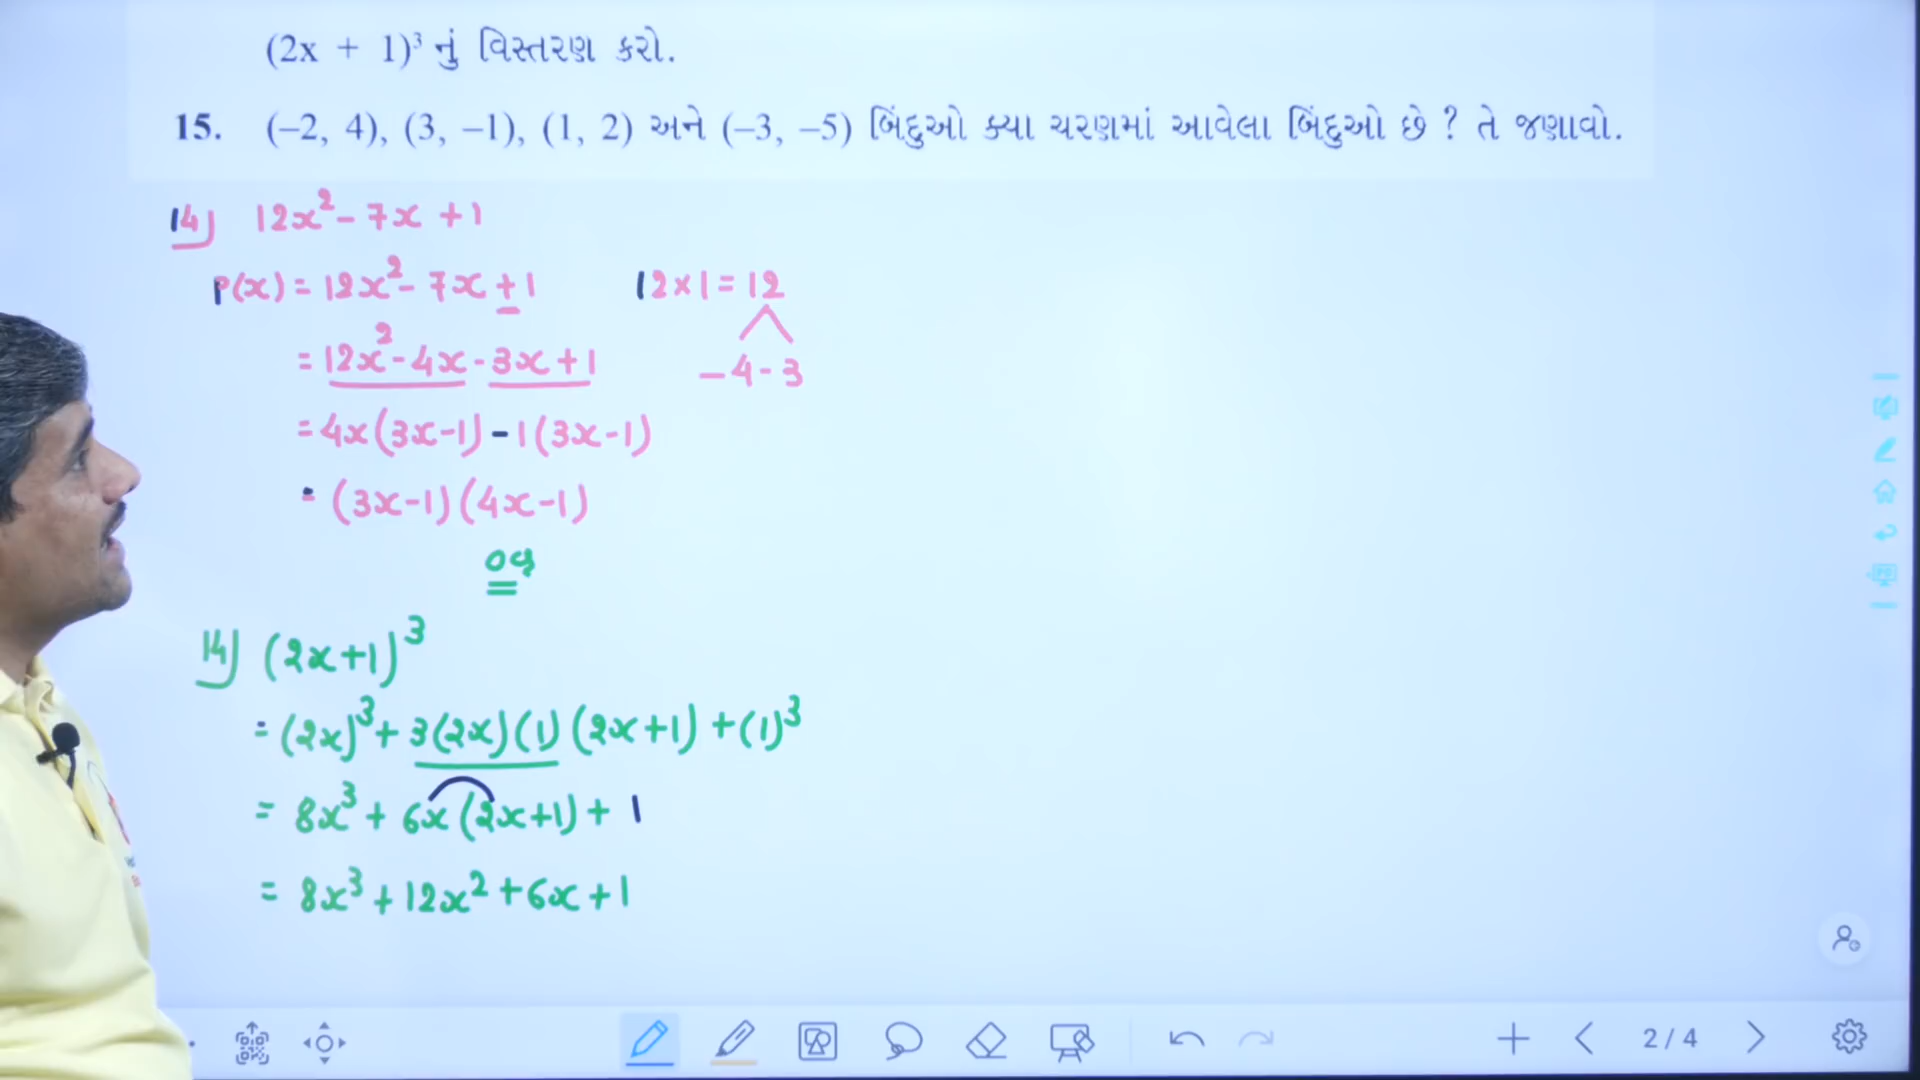 (2x + 1)³ નું વિસ્તરણ કરો.
15. (–2, 4), (3, –1), (1, 2) અને (–3, –5) બિંદુઓ ક્યા ચરણમાં આવેલા બિંદુઓ છે ? તે જણાવો.
14) 12x² - 7x + 1
P(x) = 12x² - 7x + 1
12 × 1 = 12
= 12x² - 4x - 3x + 1
- 4 - 3
= 4x(3x-1) - 1(3x-1)
= (3x-1)(4x-1)
14) (2x+1)³
= (2x)³ + 3(2x)(1)(2x+1) + (1)³
= 8x³ + 6x(2x+1) + 1
= 8x³ + 12x² + 6x + 1
2 / 4